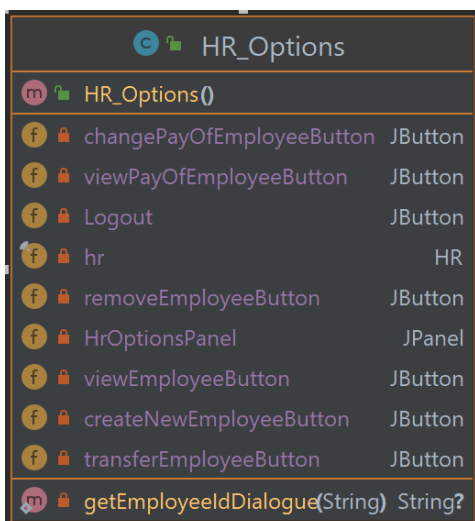 C HR_Options
m HR_Options()
f changePayOfEmployeeButton JButton
f viewPayOfEmployeeButton JButton
f Logout JButton
f hr HR
f removeEmployeeButton JButton
f HrOptionsPanel JPanel
f viewEmployeeButton JButton
f createNewEmployeeButton JButton
f transferEmployeeButton JButton
m getEmployeeIdDialogue(String) String?